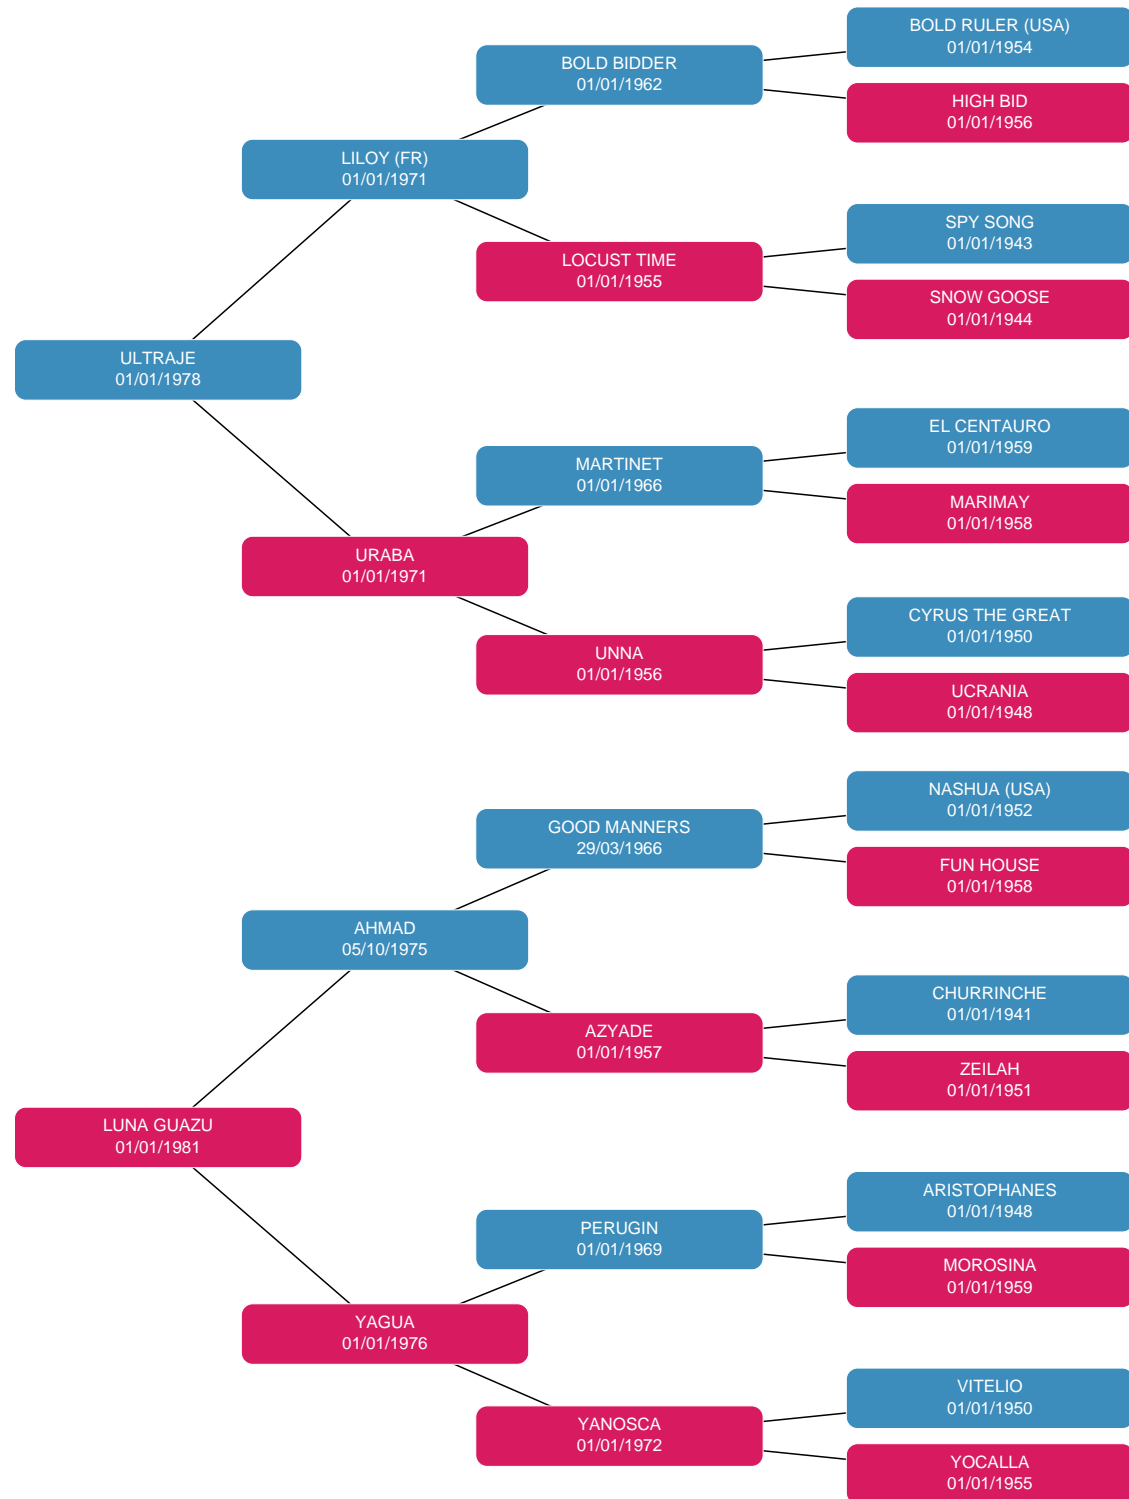 BOLD RULER (USA)
01/01/1954
BOLD BIDDER
01/01/1962
HIGH BID
01/01/1956
LILOY (FR)
01/01/1971
SPY SONG
01/01/1943
LOCUST TIME
01/01/1955
SNOW GOOSE
01/01/1944
ULTRAJE
01/01/1978
EL CENTAURO
01/01/1959
MARTINET
01/01/1966
MARIMAY
01/01/1958
URABA
01/01/1971
CYRUS THE GREAT
01/01/1950
UNNA
01/01/1956
UCRANIA
01/01/1948
NASHUA (USA)
01/01/1952
GOOD MANNERS
29/03/1966
FUN HOUSE
01/01/1958
AHMAD
05/10/1975
CHURRINCHE
01/01/1941
AZYADE
01/01/1957
ZEILAH
01/01/1951
LUNA GUAZU
01/01/1981
ARISTOPHANES
01/01/1948
PERUGIN
01/01/1969
MOROSINA
01/01/1959
YAGUA
01/01/1976
VITELIO
01/01/1950
YANOSCA
01/01/1972
YOCALLA
01/01/1955